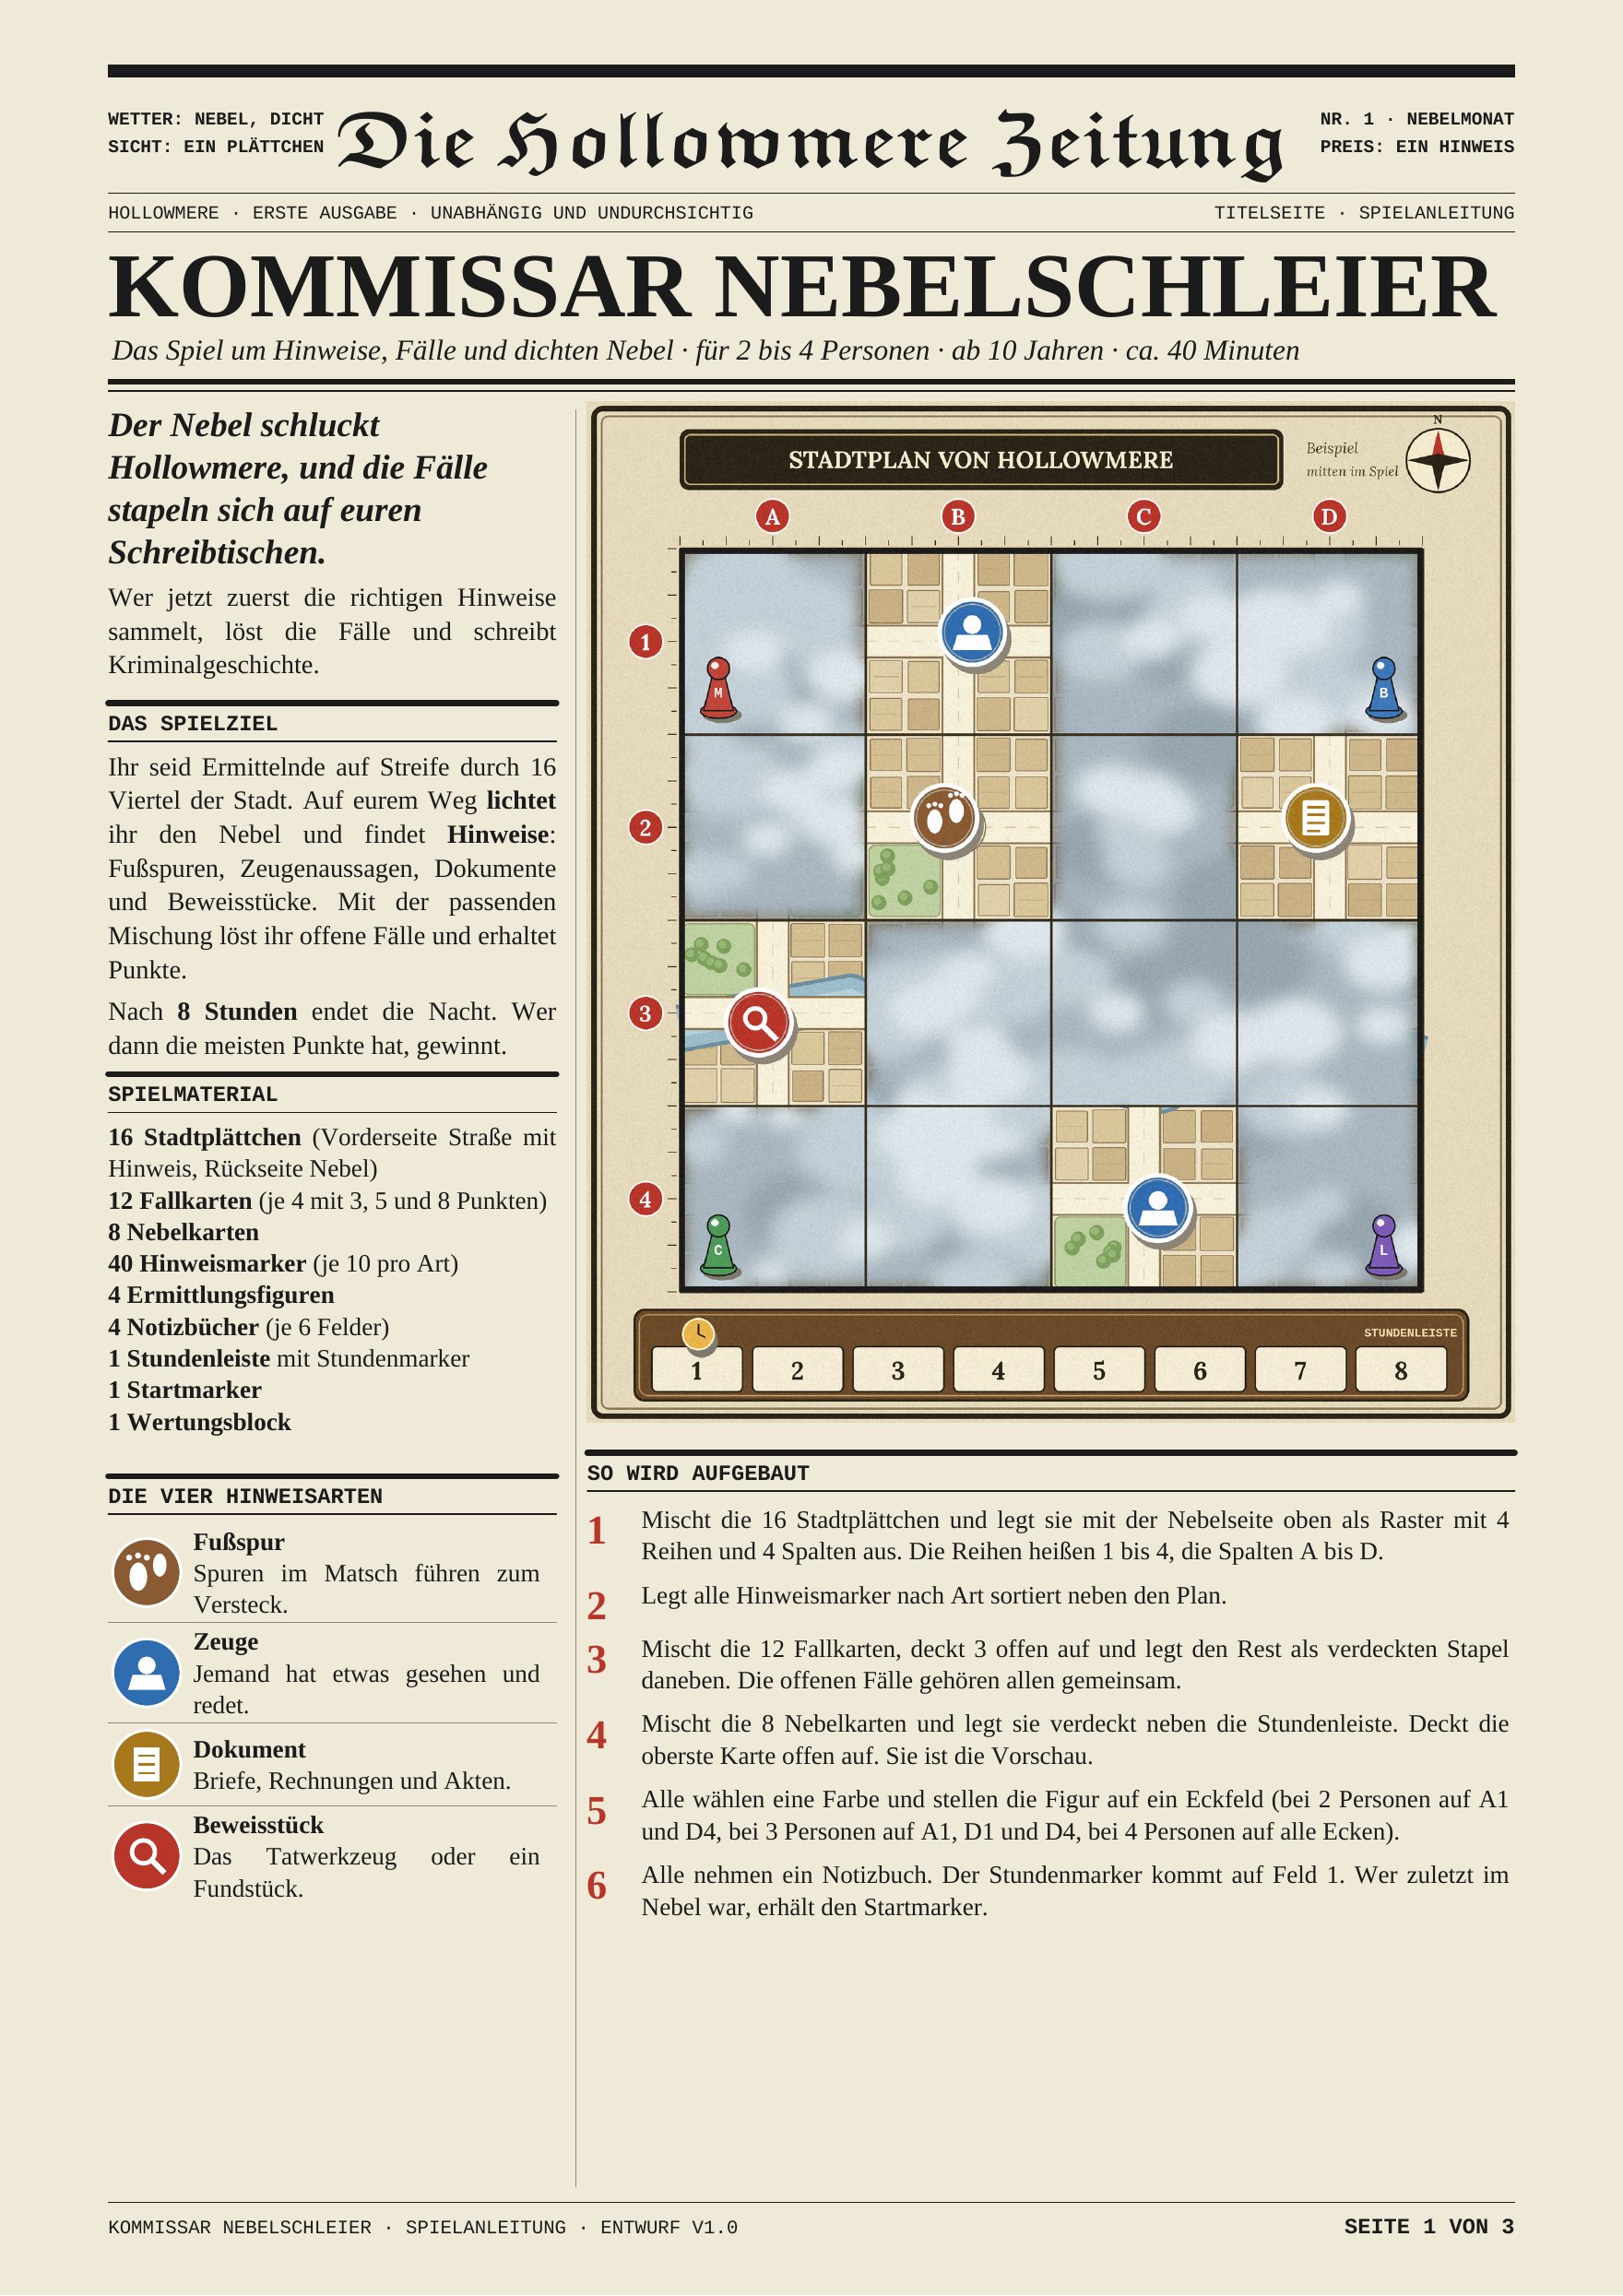 WETTER: NEBEL, DICHT
SICHT: EIN PLÄTTCHEN
Die Hollowmere Zeitung
NR. 1 · NEBELMONAT
PREIS: EIN HINWEIS
HOLLOWMERE · ERSTE AUSGABE · UNABHÄNGIG UND UNDURCHSICHTIG
TITELSEITE · SPIELANLEITUNG
KOMMISSAR NEBELSCHLEIER
Das Spiel um Hinweise, Fälle und dichten Nebel · für 2 bis 4 Personen · ab 10 Jahren · ca. 40 Minuten
Der Nebel schluckt
Hollowmere, und die Fälle
stapeln sich auf euren
Schreibtischen.
Wer jetzt zuerst die richtigen Hinweise
sammelt, löst die Fälle und schreibt
Kriminalgeschichte.
DAS SPIELZIEL
Ihr seid Ermittelnde auf Streife durch 16
Viertel der Stadt. Auf eurem Weg lichtet
ihr den Nebel und findet Hinweise:
Fußspuren, Zeugenaussagen, Dokumente
und Beweisstücke. Mit der passenden
Mischung löst ihr offene Fälle und erhaltet
Punkte.
Nach 8 Stunden endet die Nacht. Wer
dann die meisten Punkte hat, gewinnt.
SPIELMATERIAL
16 Stadtplättchen (Vorderseite Straße mit
Hinweis, Rückseite Nebel)
12 Fallkarten (je 4 mit 3, 5 und 8 Punkten)
8 Nebelkarten
40 Hinweismarker (je 10 pro Art)
4 Ermittlungsfiguren
4 Notizbücher (je 6 Felder)
1 Stundenleiste mit Stundenmarker
1 Startmarker
1 Wertungsblock
DIE VIER HINWEISARTEN
Fußspur
Spuren im Matsch führen zum
Versteck.
Zeuge
Jemand hat etwas gesehen und
redet.
Dokument
Briefe, Rechnungen und Akten.
Beweisstück
Das Tatwerkzeug oder ein
Fundstück.
STADTPLAN VON HOLLOWMERE
Beispiel
mitten im Spiel
N
A B C D
1
M
B
2
3
4
C
L
STUNDENLEISTE
1 2 3 4 5 6 7 8
SO WIRD AUFGEBAUT
1 Mischt die 16 Stadtplättchen und legt sie mit der Nebelseite oben als Raster mit 4
Reihen und 4 Spalten aus. Die Reihen heißen 1 bis 4, die Spalten A bis D.
2 Legt alle Hinweismarker nach Art sortiert neben den Plan.
3 Mischt die 12 Fallkarten, deckt 3 offen auf und legt den Rest als verdeckten Stapel
daneben. Die offenen Fälle gehören allen gemeinsam.
4 Mischt die 8 Nebelkarten und legt sie verdeckt neben die Stundenleiste. Deckt die
oberste Karte offen auf. Sie ist die Vorschau.
5 Alle wählen eine Farbe und stellen die Figur auf ein Eckfeld (bei 2 Personen auf A1
und D4, bei 3 Personen auf A1, D1 und D4, bei 4 Personen auf alle Ecken).
6 Alle nehmen ein Notizbuch. Der Stundenmarker kommt auf Feld 1. Wer zuletzt im
Nebel war, erhält den Startmarker.
KOMMISSAR NEBELSCHLEIER · SPIELANLEITUNG · ENTWURF V1.0
SEITE 1 VON 3